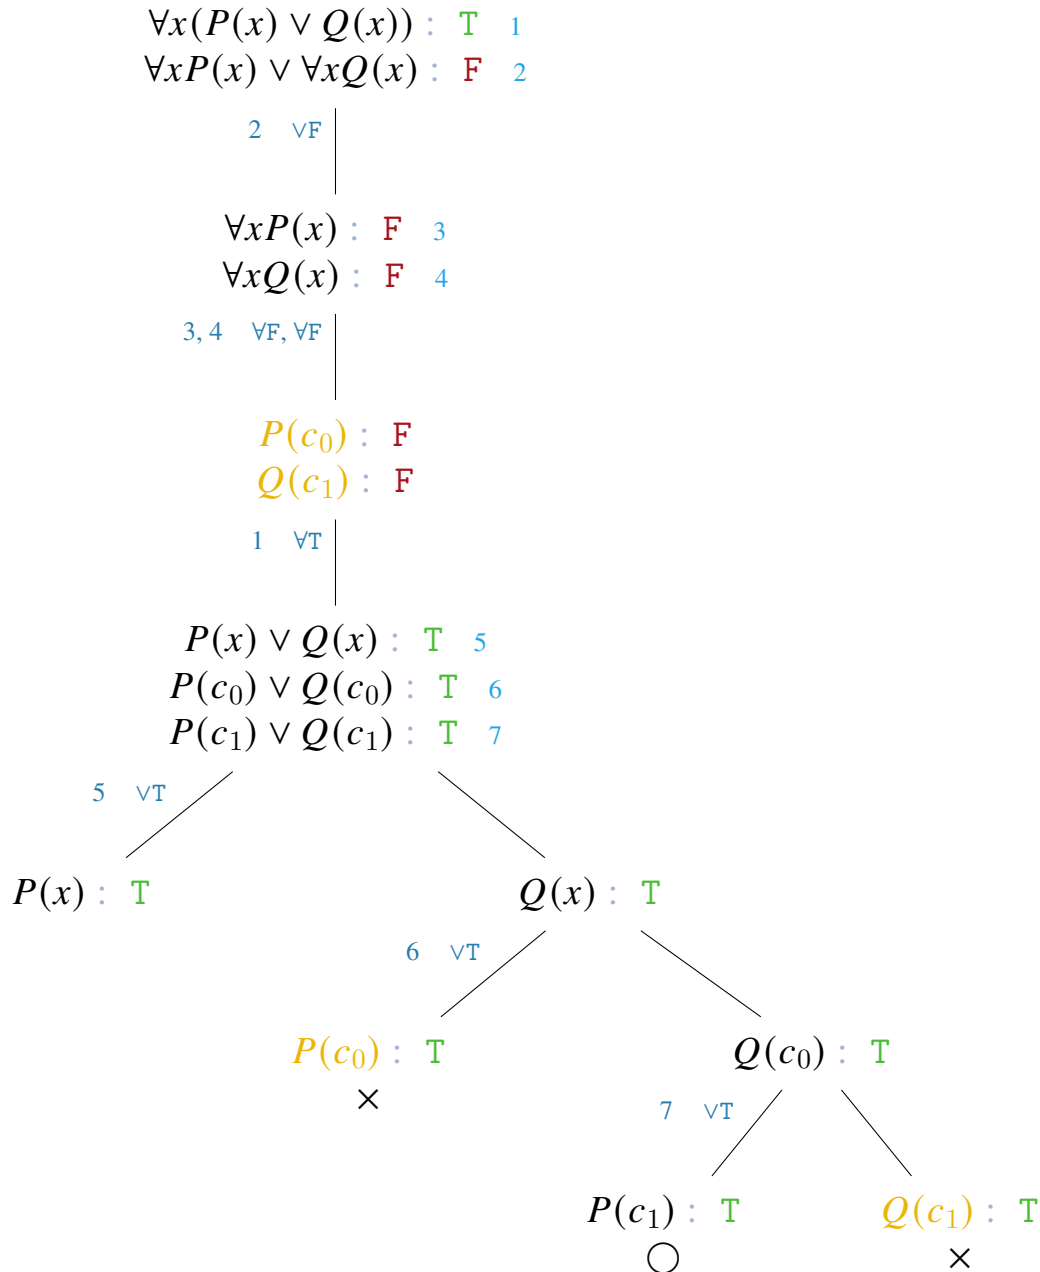 ∀x(P(x) ∨ Q(x)) : T 1
∀xP(x) ∨ ∀xQ(x) : F 2
2 ∨F
∀xP(x) : F 3
∀xQ(x) : F 4
3, 4 ∀F, ∀F
P(c₀) : F
Q(c₁) : F
1 ∀T
P(x) ∨ Q(x) : T 5
P(c₀) ∨ Q(c₀) : T 6
P(c₁) ∨ Q(c₁) : T 7
5 ∨T
P(x) : T Q(x) : T
6 ∨T
P(c₀) : T Q(c₀) : T
×
7 ∨T
P(c₁) : T Q(c₁) : T
◯ ×